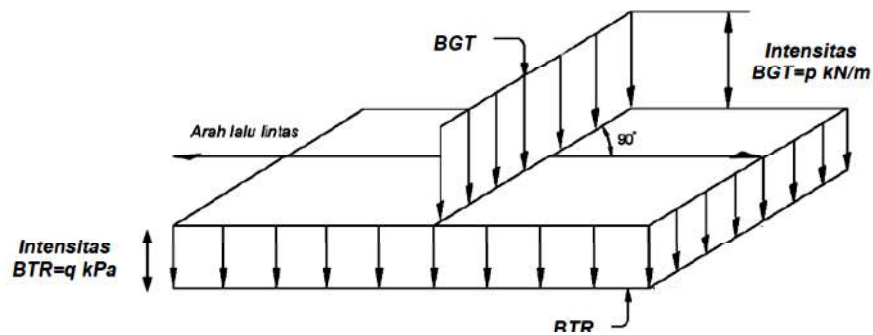 BGT
Intensitas
BGT=p kN/m
Arah lalu lintas
90°
Intensitas
BTR=q kPa
BTR